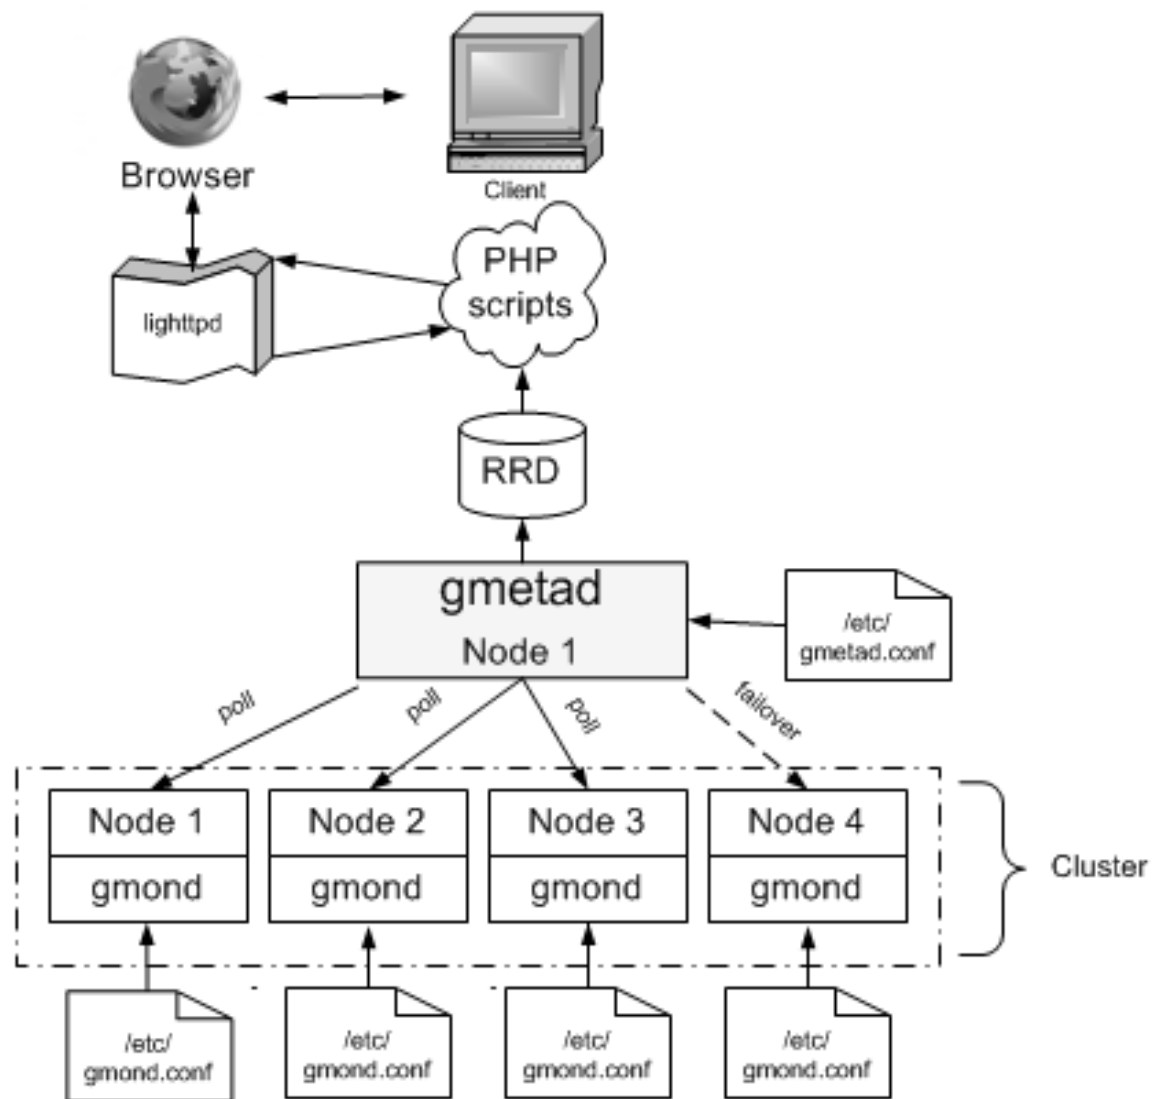 Browser
Client
PHP
scripts
lighttpd
RRD
gmetad
Node 1
/etc/
gmetad.conf
poll
poll
poll
failover
Node 1
Node 2
Node 3
Node 4
gmond
gmond
gmond
gmond
Cluster
/etc/
gmond.conf
/etc/
gmond.conf
/etc/
gmond.conf
/etc/
gmond.conf